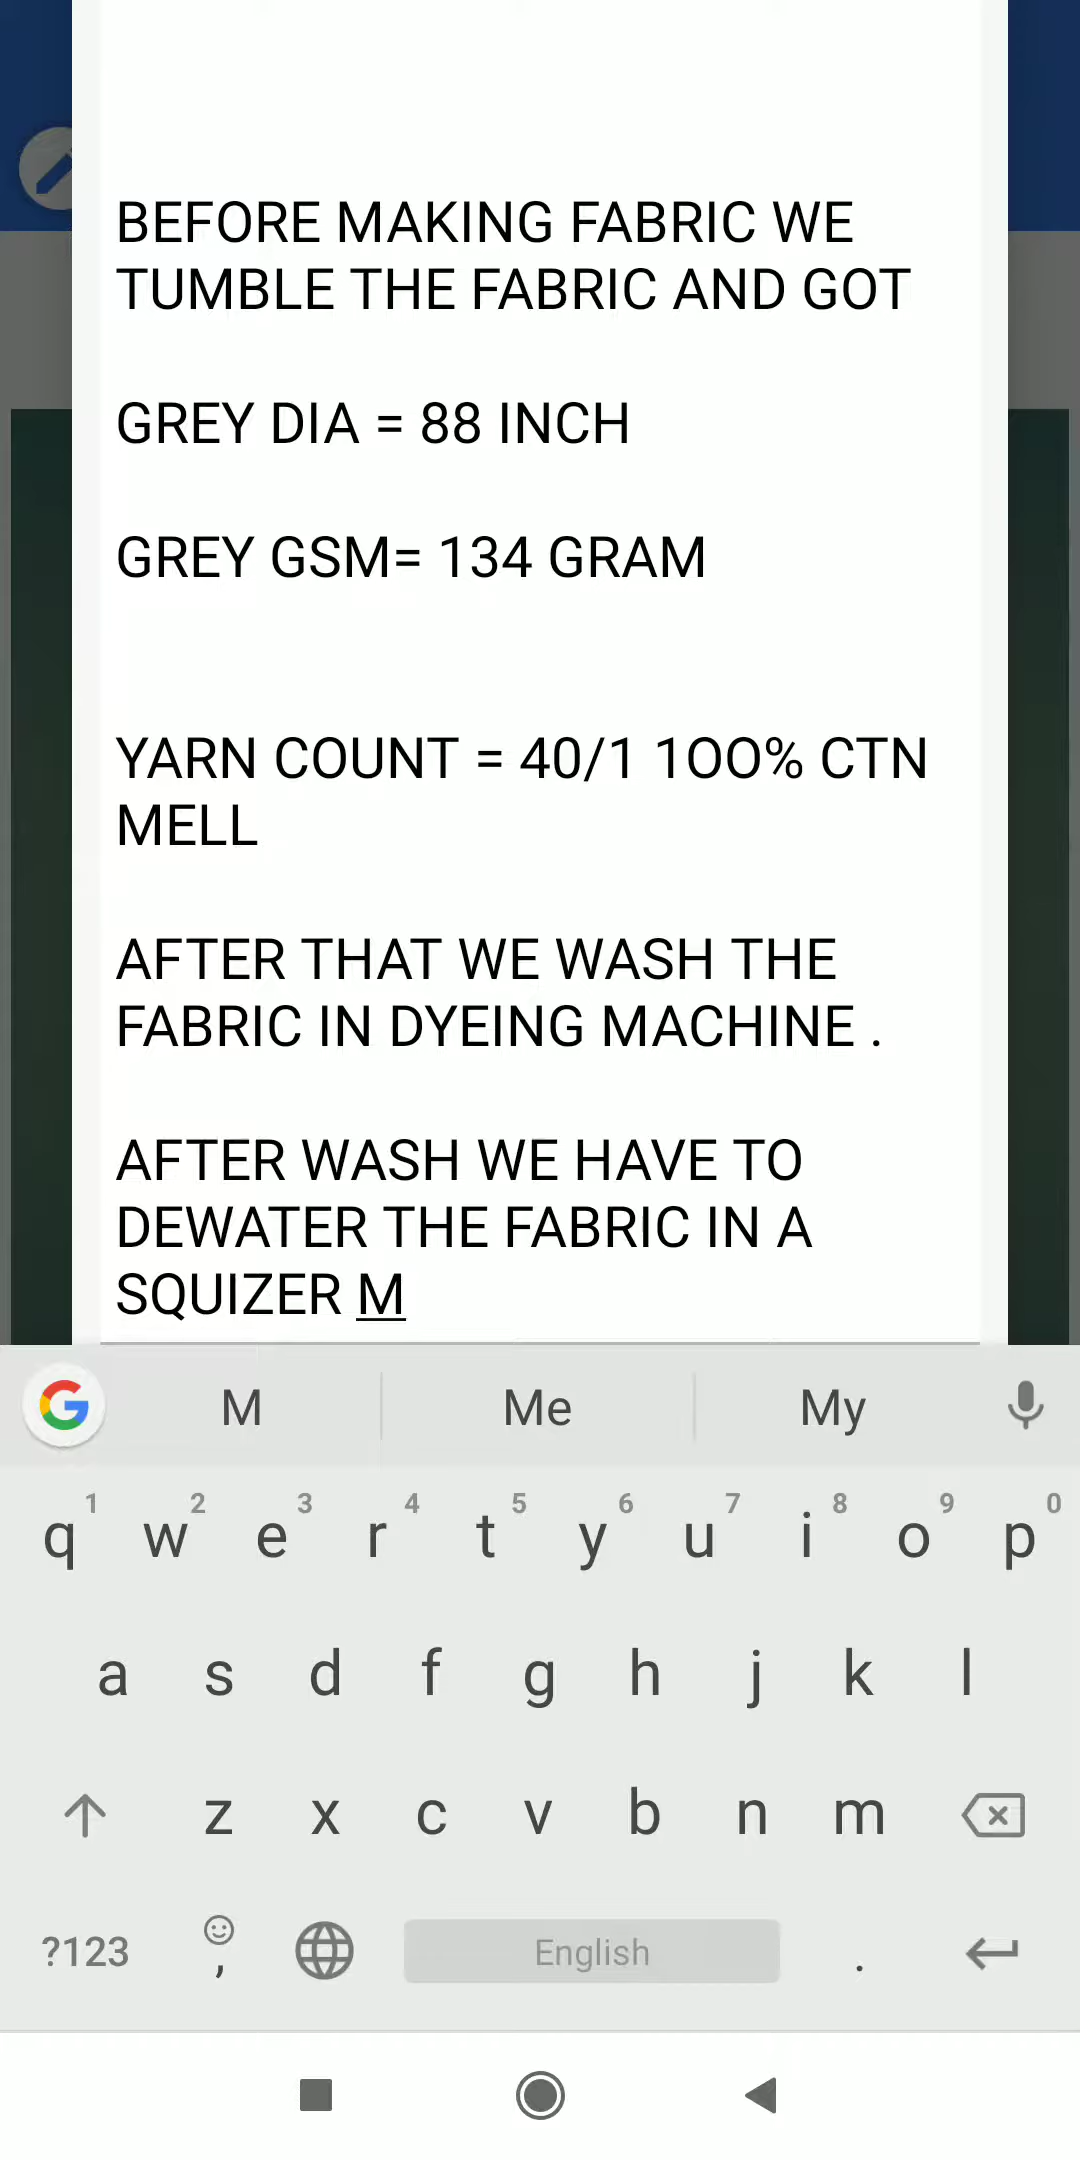 BEFORE MAKING FABRIC WE
TUMBLE THE FABRIC AND GOT
GREY DIA = 88 INCH
GREY GSM= 134 GRAM
YARN COUNT = 40/1 1OO% CTN
MELL
AFTER THAT WE WASH THE
FABRIC IN DYEING MACHINE .
AFTER WASH WE HAVE TO
DEWATER THE FABRIC IN A
SQUIZER M
M Me My
1 2 3 4 5 6 7 8 9 0
q w e r t y u i o p
a s d f g h j k l
z x c v b n m
?123 , English .